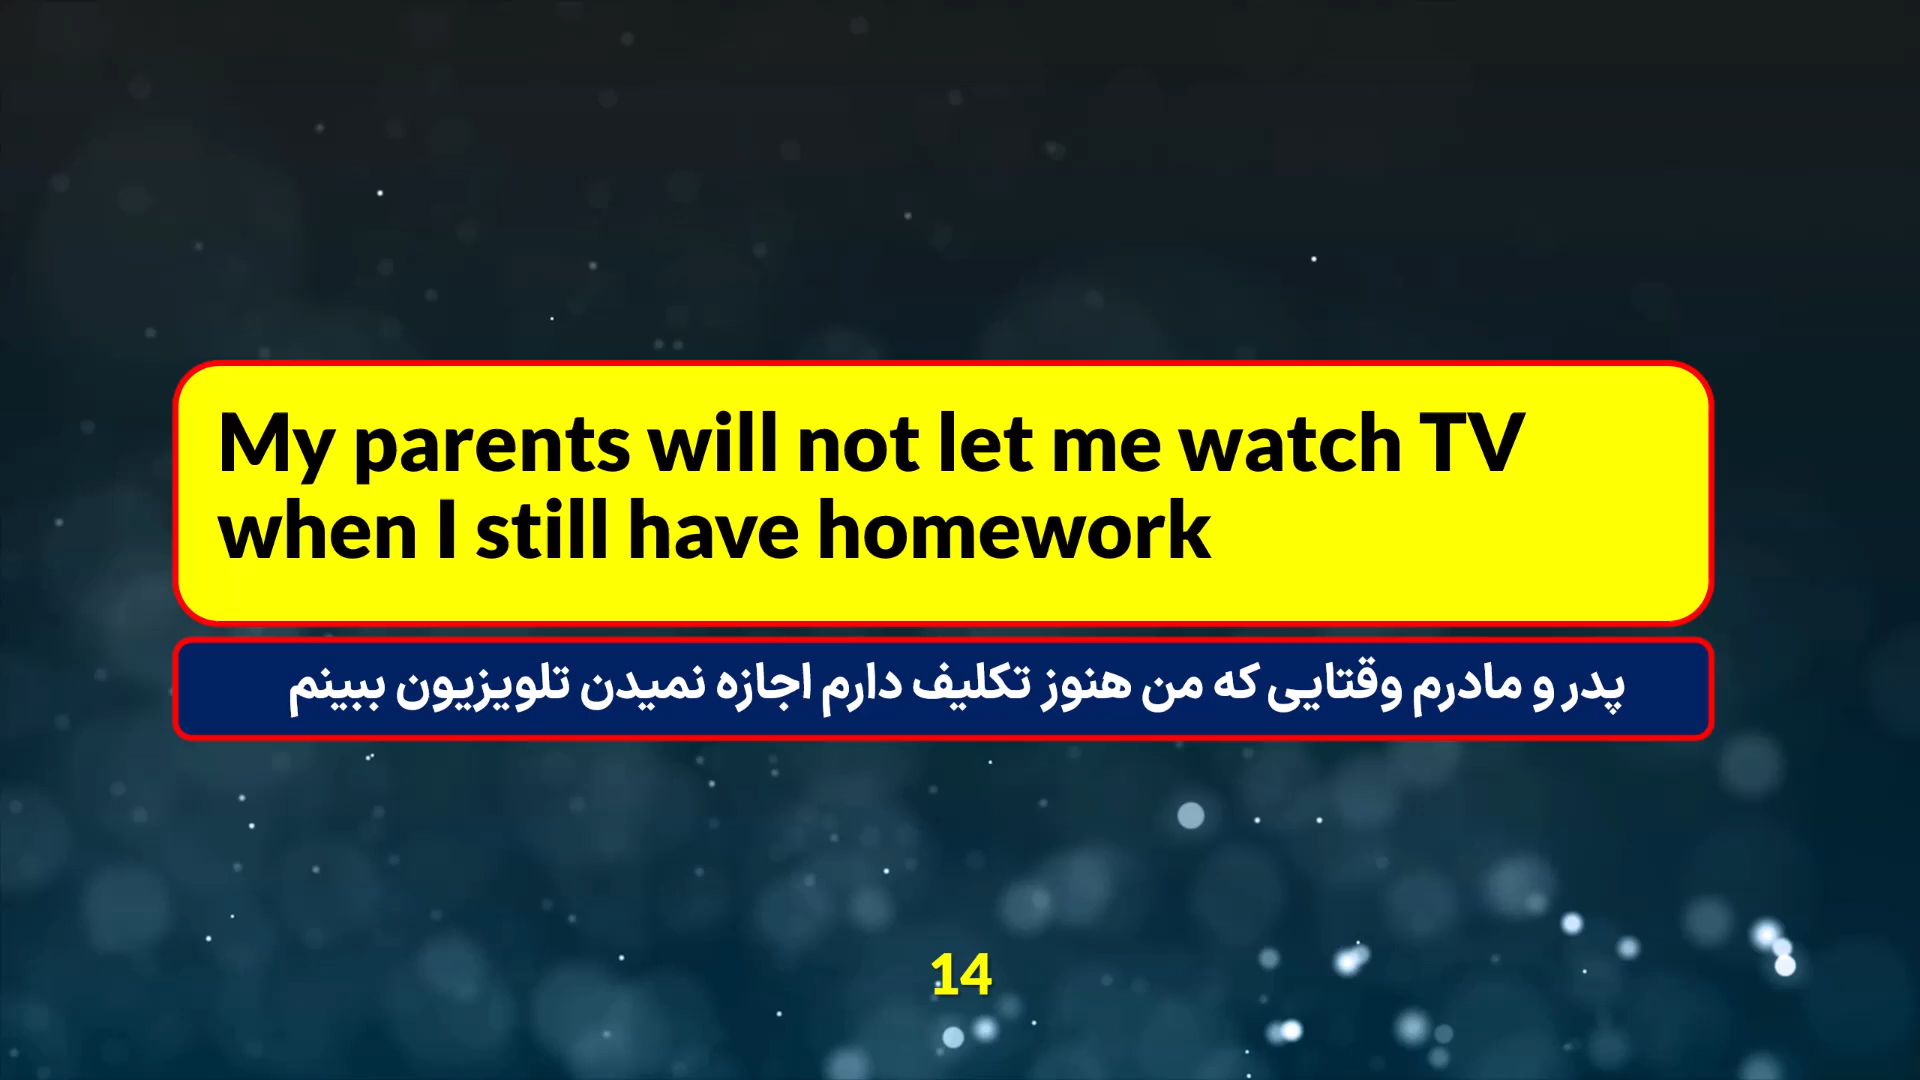 My parents will not let me watch TV
when I still have homework
پدر و مادرم وقتایی که من هنوز تکلیف دارم اجازه نمیدن تلویزیون ببینم
14